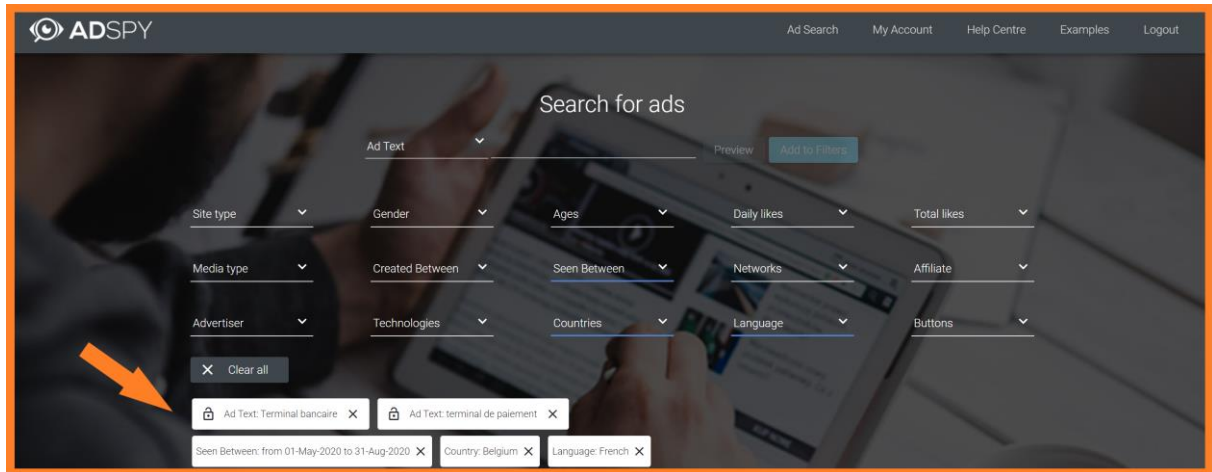 ADSPY
Ad Search My Account Help Centre Examples Logout
Search for ads
Ad Text Preview Add to Filters
Site type Gender Ages Daily likes Total likes
Media type Created Between Seen Between Networks Affiliate
Advertiser Technologies Countries Language Buttons
X Clear all
Ad Text: Terminal bancaire X Ad Text: terminal de paiement X
Seen Between: from 01-May-2020 to 31-Aug-2020 X Country: Belgium X Language: French X